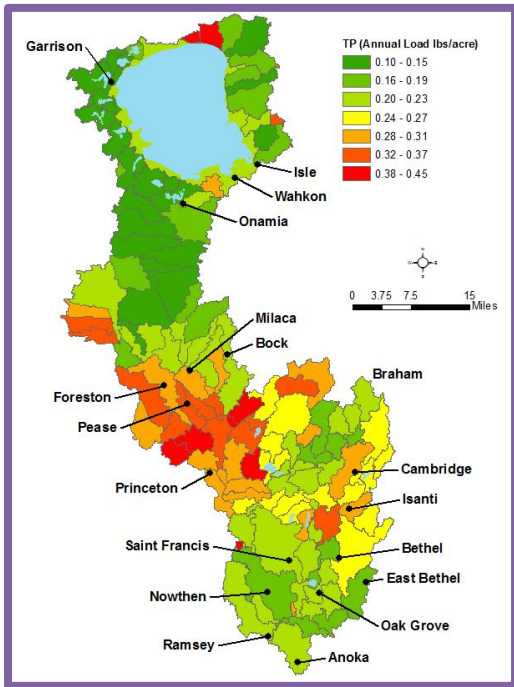 Garrison
TP (Annual Load lbs/acre)
0.10 - 0.15
0.16 - 0.19
0.20 - 0.23
0.24 - 0.27
0.28 - 0.31
0.32 - 0.37
0.38 - 0.45
Isle
Wahkon
Onamia
0 3.75 7.5 15
Miles
Milaca
Bock
Braham
Foreston
Pease
Cambridge
Princeton
Isanti
Saint Francis
Bethel
East Bethel
Nowthen
Oak Grove
Ramsey
Anoka